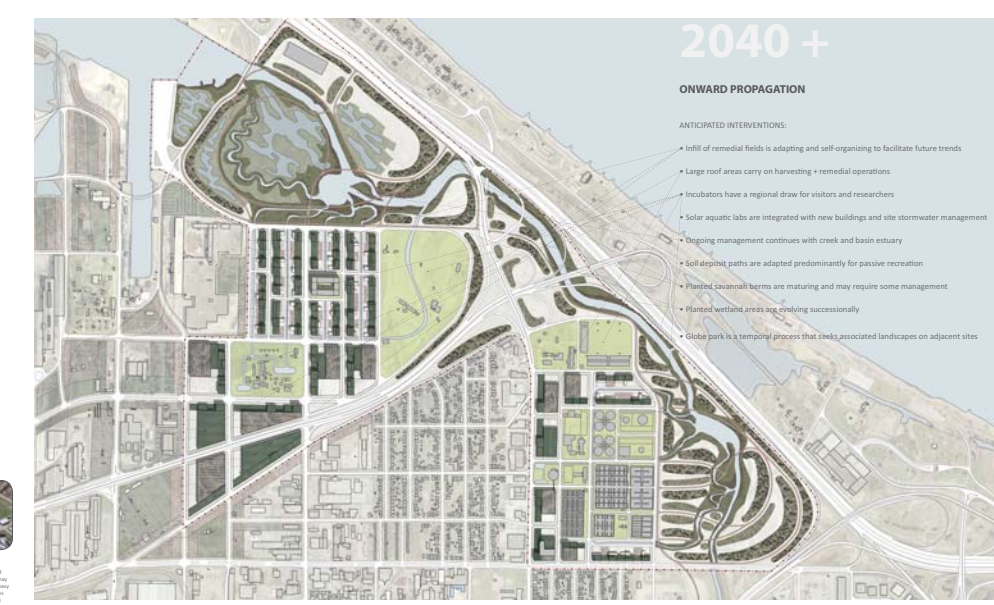 2040 +
ONWARD PROPAGATION
ANTICIPATED INTERVENTIONS:
• Infill of remedial fields is adapting and self-organizing to facilitate future trends
• Large roof areas carry on harvesting + remedial operations
• Incubators have a regional draw for visitors and researchers
• Solar aquatic labs are integrated with new buildings and site stormwater management
• Ongoing management continues with creek and basin estuary
• Soil deposit paths are adapted predominantly for passive recreation
• Planted savannah berms are maturing and may require some management
• Planted wetland areas are evolving successionally
• Globe park is a temporal process that seeks associated landscapes on adjacent sites